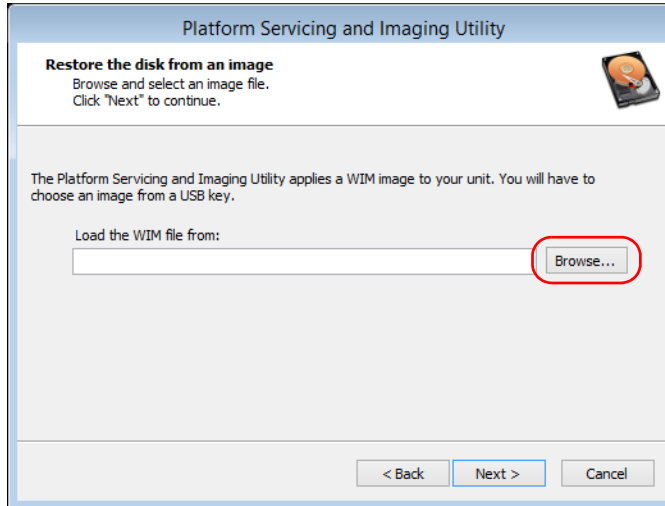 Platform Servicing and Imaging Utility
Restore the disk from an image
Browse and select an image file.
Click "Next" to continue.
The Platform Servicing and Imaging Utility applies a WIM image to your unit. You will have to
choose an image from a USB key.
Load the WIM file from:
Browse...
< Back Next > Cancel